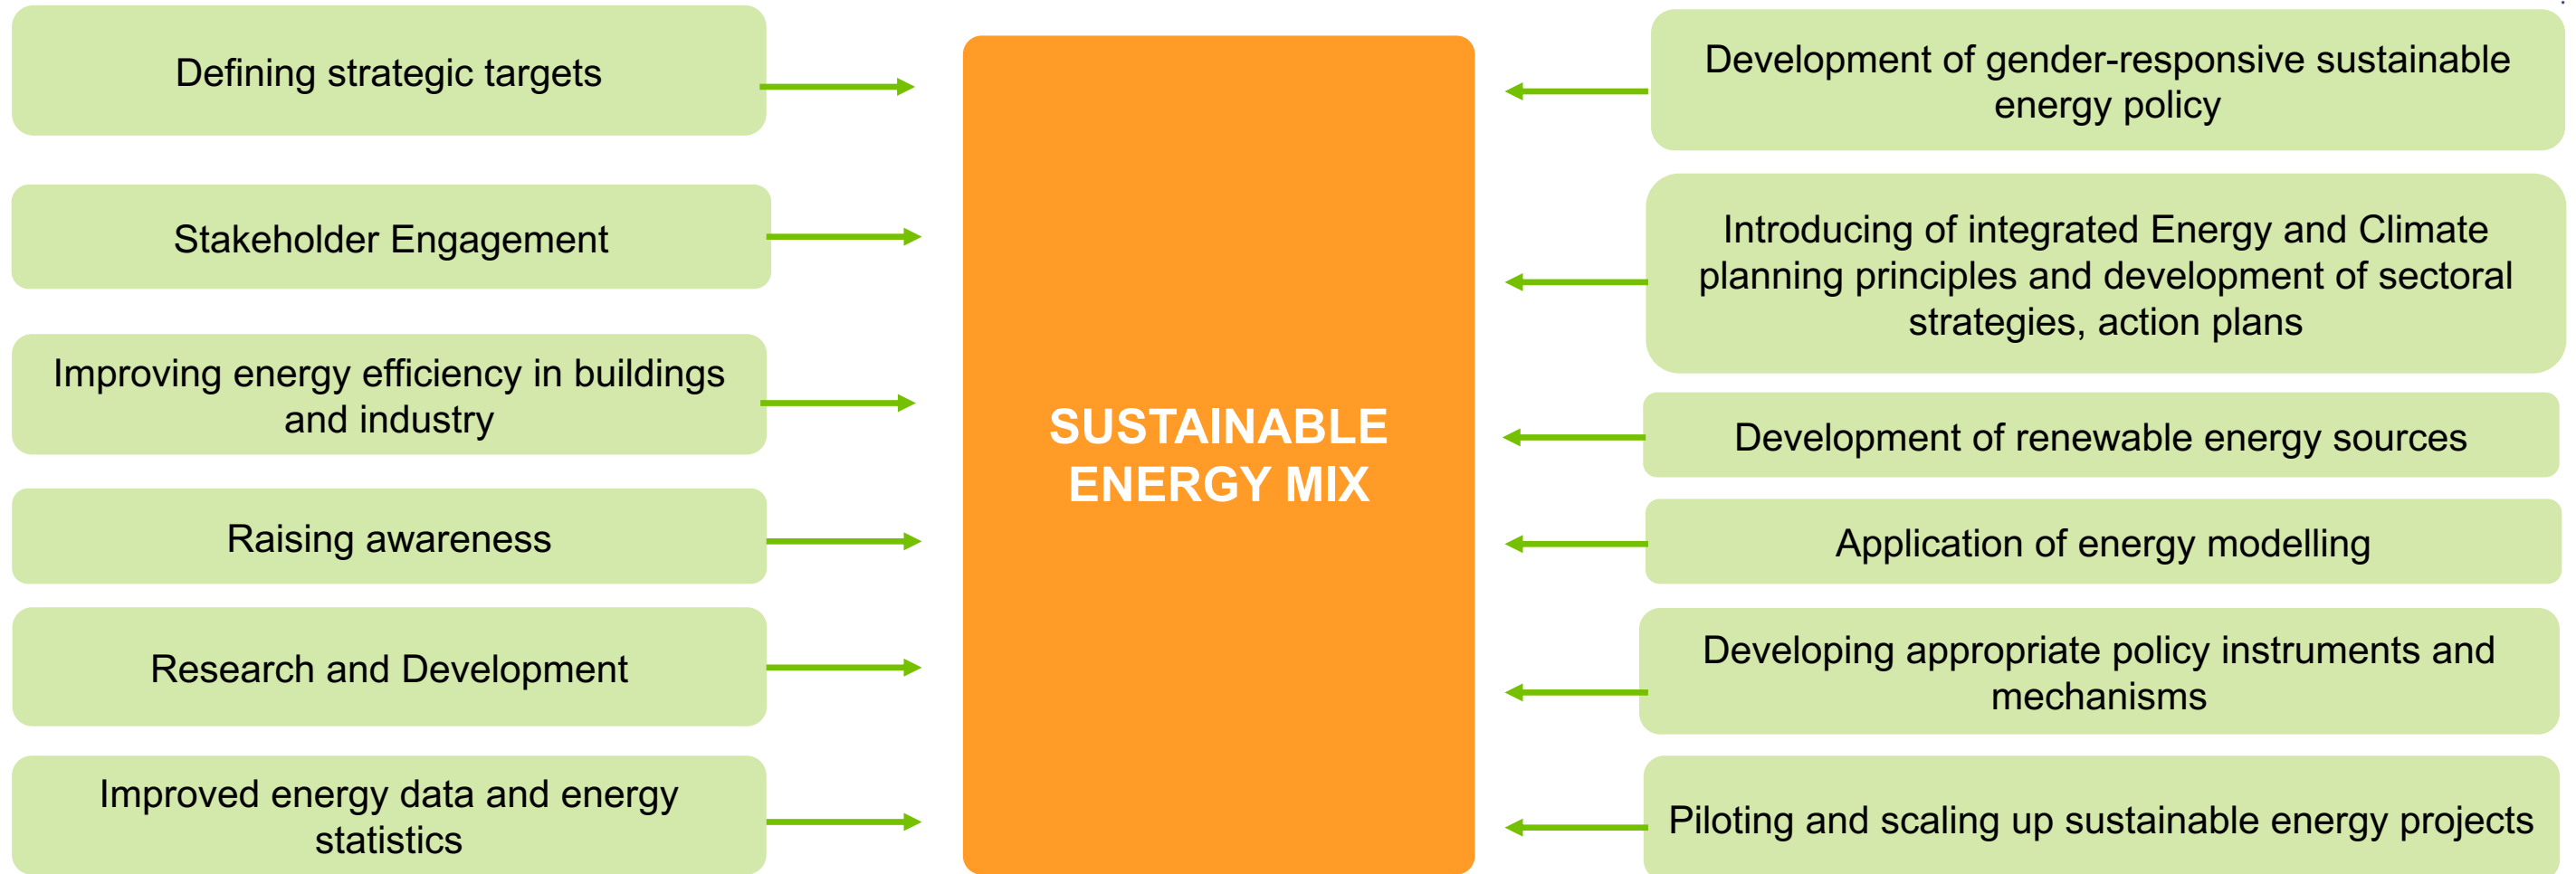 Defining strategic targets
Stakeholder Engagement
Improving energy efficiency in buildings
and industry
Raising awareness
Research and Development
Improved energy data and energy
statistics
SUSTAINABLE
ENERGY MIX
Development of gender-responsive sustainable
energy policy
Introducing of integrated Energy and Climate
planning principles and development of sectoral
strategies, action plans
Development of renewable energy sources
Application of energy modelling
Developing appropriate policy instruments and
mechanisms
Piloting and scaling up sustainable energy projects